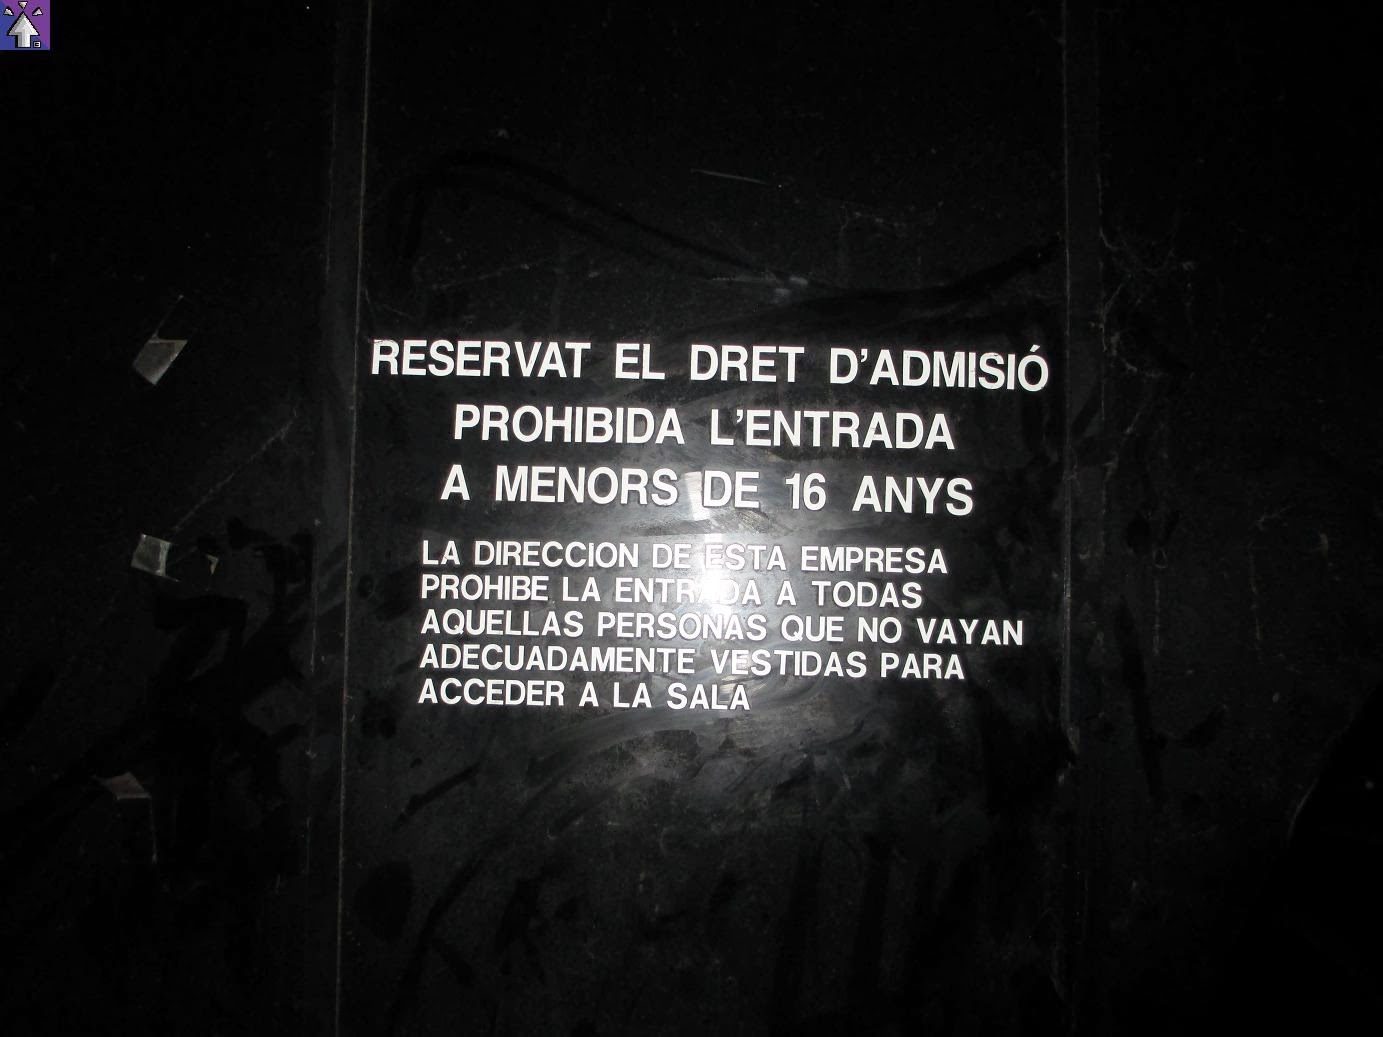 RESERVAT EL DRET D'ADMISIÓ
PROHIBIDA L'ENTRADA
A MENORS DE 16 ANYS
LA DIRECCION DE ESTA EMPRESA
PROHIBE LA ENTRADA A TODAS
AQUELLAS PERSONAS QUE NO VAYAN
ADECUADAMENTE VESTIDAS PARA
ACCEDER A LA SALA